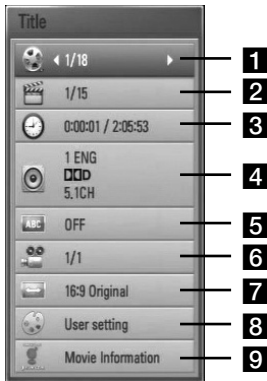 Title
1/18 1
1/15 2
0:00:01 / 2:05:53 3
1 ENG
D 4
5.1CH
ABC OFF 5
1/1 6
16:9 Original 7
User setting 8
Movie Information 9